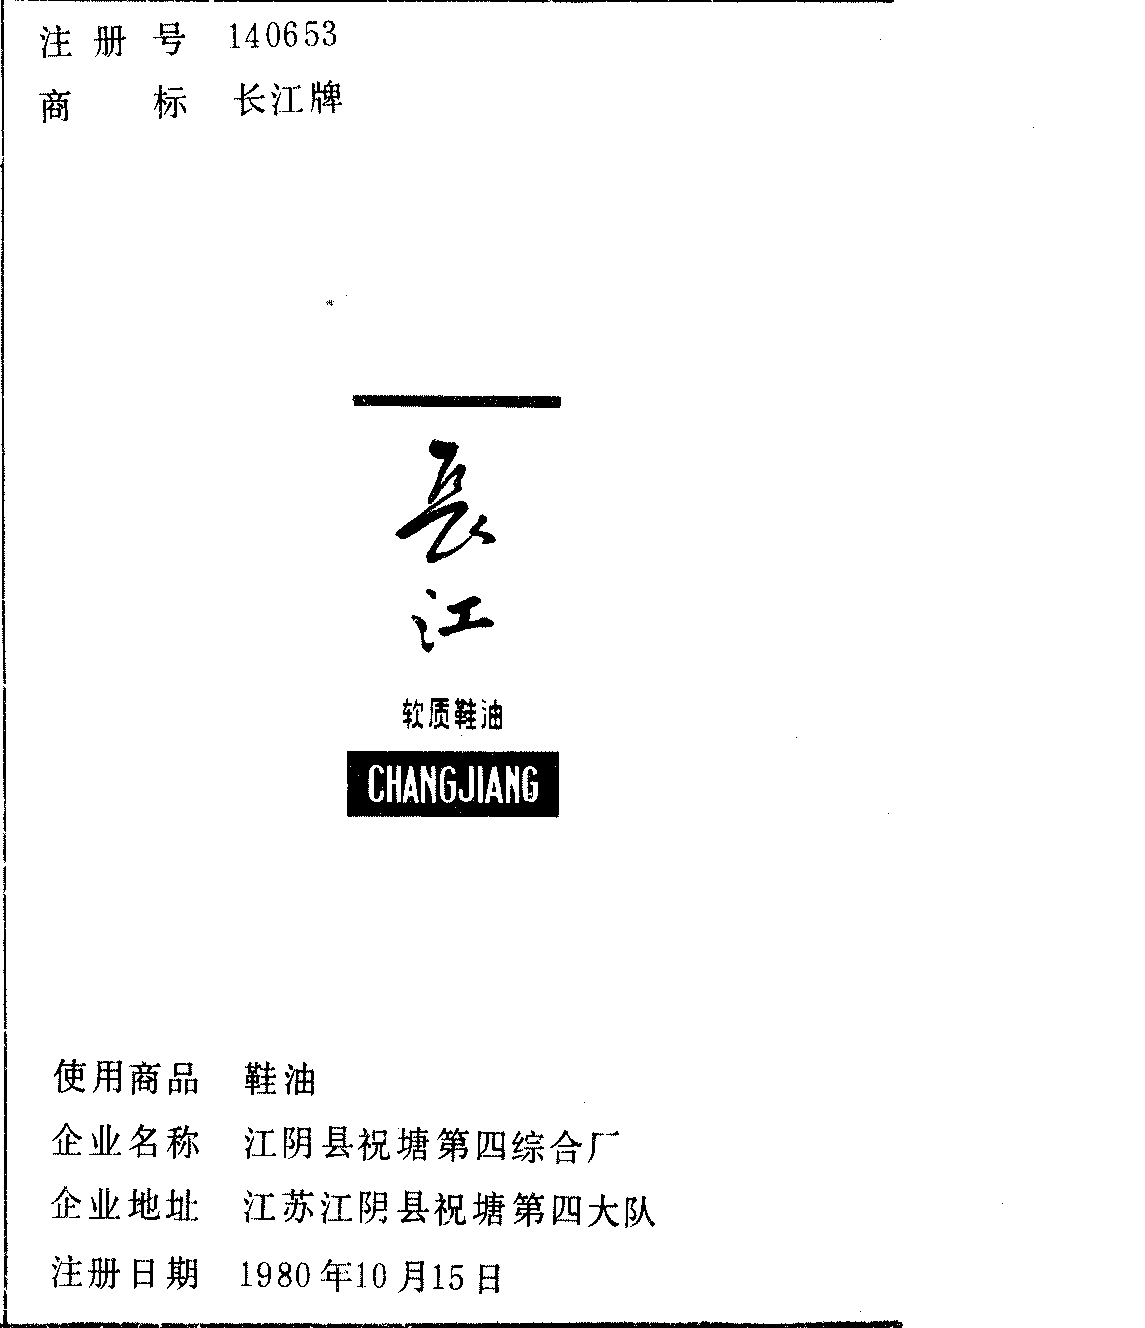 注册号 140653
商标 长江牌
長
江
软质鞋油
CHANGJIANG
使用商品 鞋油
企业名称 江阴县祝塘第四综合厂
企业地址 江苏江阴县祝塘第四大队
注册日期 1980年10月15日